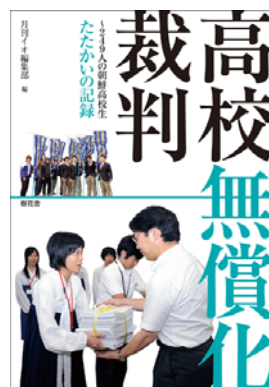 高校無償化
裁判
～249人の朝鮮高校生
たたかいの記録
月刊イオ編集部 編
樹花舎